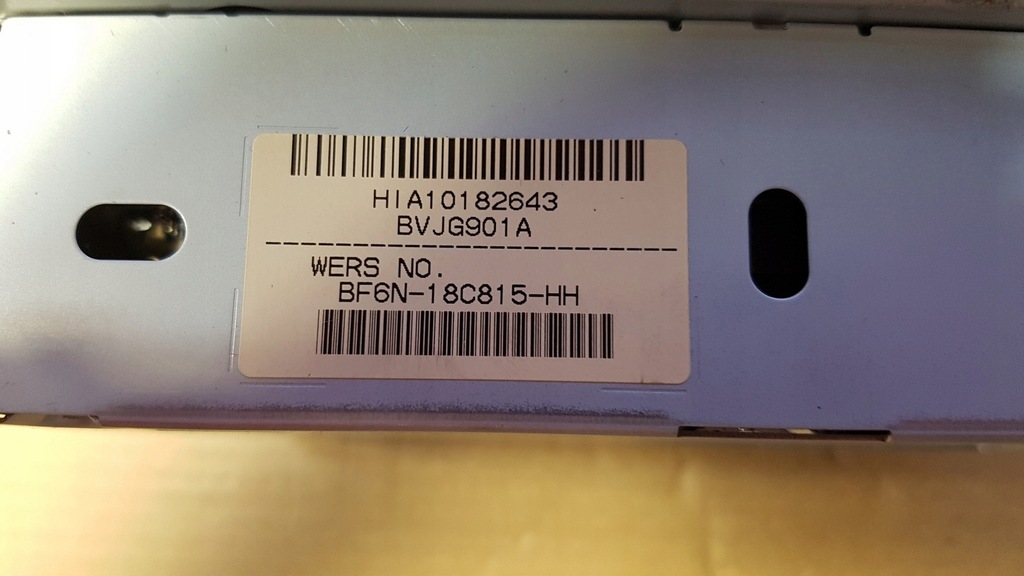 HIA10182643
BVJG901A
WERS NO.
BF6N-18C815-HH